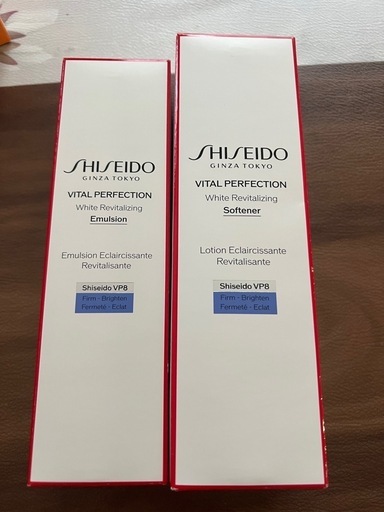 SHISEIDO
GINZA TOKYO
VITAL PERFECTION
White Revitalizing
Emulsion
Emulsion Eclaircissante
Revitalisante
Shiseido VP8
Firm - Brighten
Fermeté - Eclat
SHISEIDO
GINZA TOKYO
VITAL PERFECTION
White Revitalizing
Softener
Lotion Eclaircissante
Revitalisante
Shiseido VP8
Firm - Brighten
Fermeté - Eclat